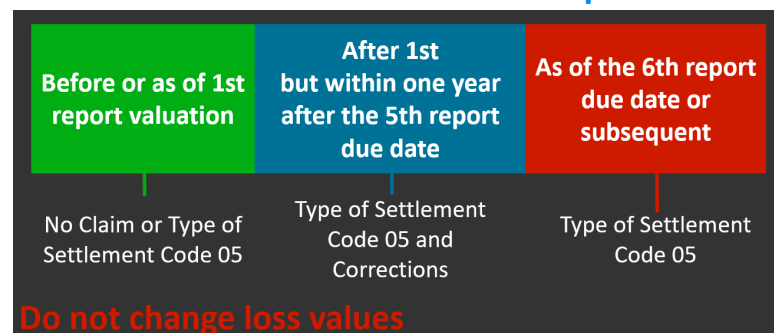 Before or as of 1st
report valuation
After 1st
but within one year
after the 5th report
due date
As of the 6th report
due date or
subsequent
No Claim or Type of
Settlement Code 05
Type of Settlement
Code 05 and
Corrections
Type of Settlement
Code 05
Do not change loss values